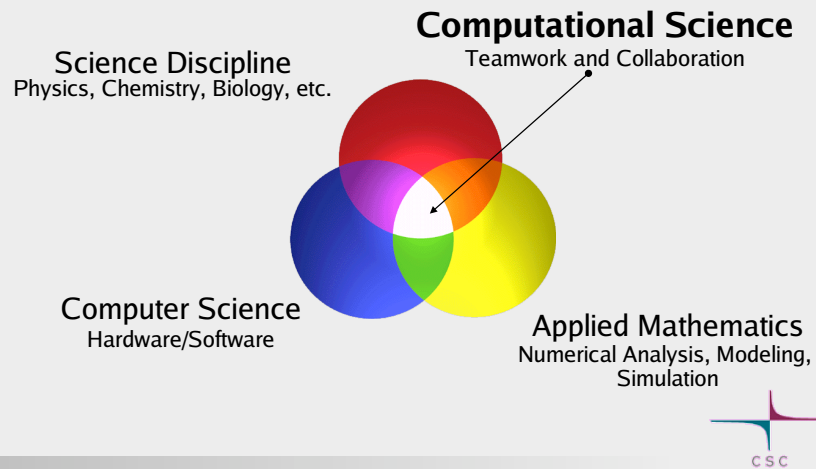 Computational Science
Teamwork and Collaboration
Science Discipline
Physics, Chemistry, Biology, etc.
Computer Science
Hardware/Software
Applied Mathematics
Numerical Analysis, Modeling,
Simulation
CSC